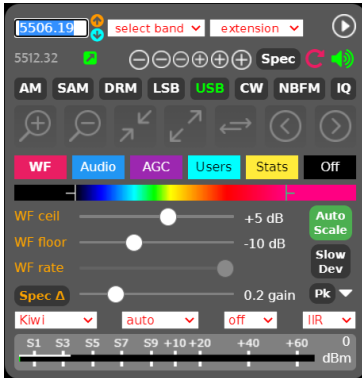 5506.19 select band extension
5512.32 Spec
AM SAM DRM LSB USB CW NBFM IQ
WF Audio AGC Users Stats Off
WF ceil +5 dB Auto Scale
WF floor -10 dB
WF rate Slow Dev
Spec Δ 0.2 gain Pk
Kiwi auto off IIR
S1 S3 S5 S7 S9 +10 +20 +40 +60 0
dBm